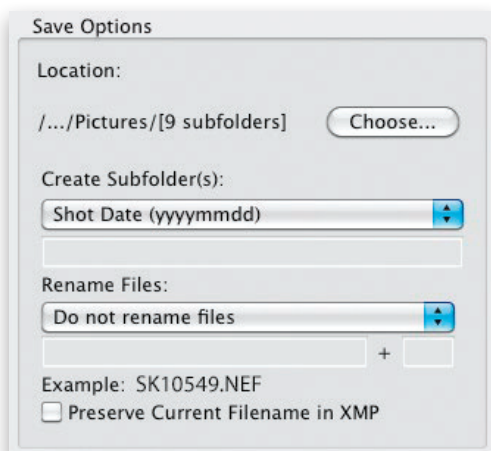 Save Options
Location:
/.../Pictures/[9 subfolders] Choose...
Create Subfolder(s):
Shot Date (yyyymmdd)
Rename Files:
Do not rename files
+
Example: SK10549.NEF
Preserve Current Filename in XMP